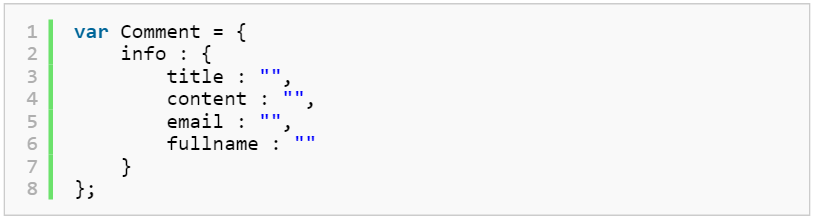 1 var Comment = {
2     info : {
3         title : "",
4         content : "",
5         email : "",
6         fullname : ""
7     }
8 };